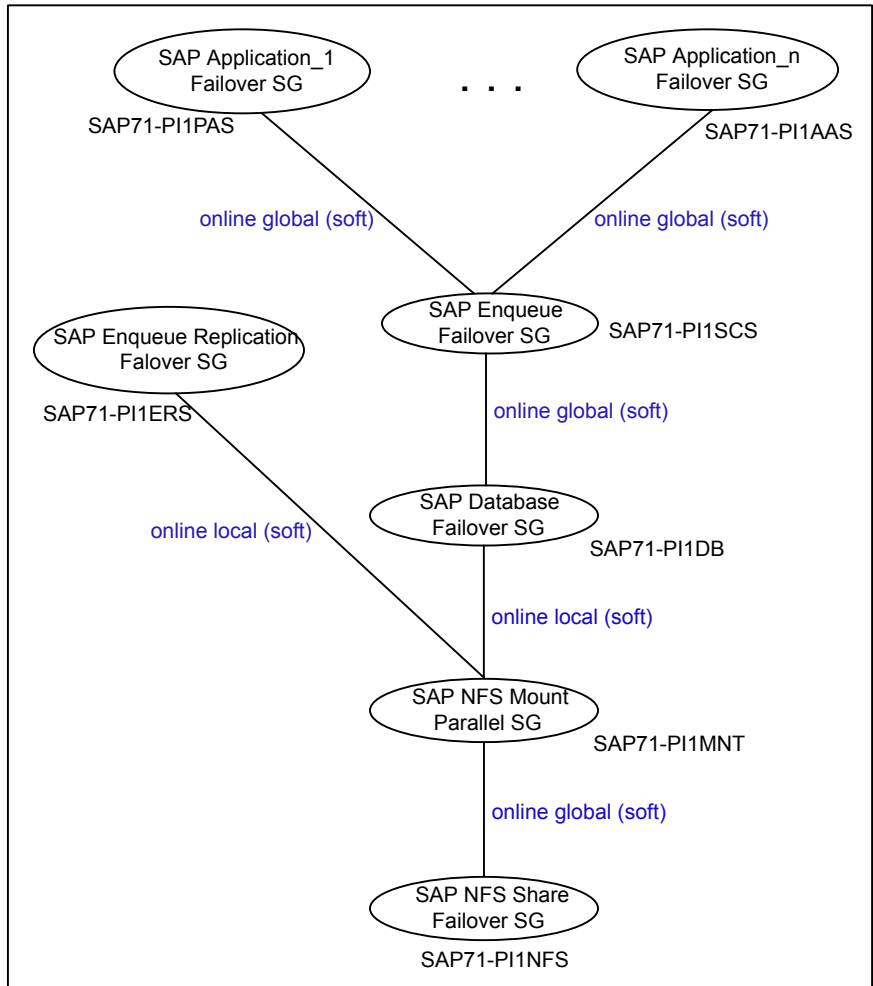 SAP Application_1
Failover SG
SAP71-PI1PAS
. . .
SAP Application_n
Failover SG
SAP71-PI1AAS
online global (soft)
online global (soft)
SAP Enqueue
Failover SG
SAP71-PI1SCS
SAP Enqueue Replication
Falover SG
SAP71-PI1ERS
online global (soft)
SAP Database
Failover SG
SAP71-PI1DB
online local (soft)
online local (soft)
SAP NFS Mount
Parallel SG
SAP71-PI1MNT
online global (soft)
SAP NFS Share
Failover SG
SAP71-PI1NFS